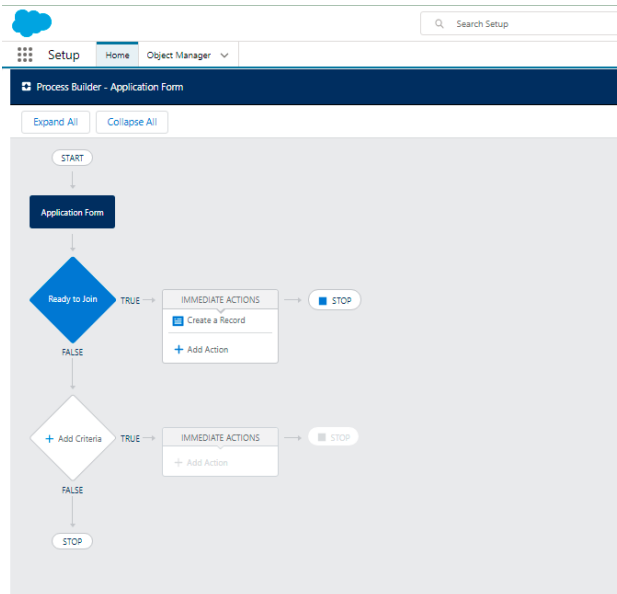 Search Setup
Setup Home Object Manager
Process Builder - Application Form
Expand All Collapse All
START
Application Form
Ready to Join TRUE IMMEDIATE ACTIONS STOP
Create a Record
+ Add Action
FALSE
+ Add Criteria TRUE IMMEDIATE ACTIONS STOP
+ Add Action
FALSE
STOP